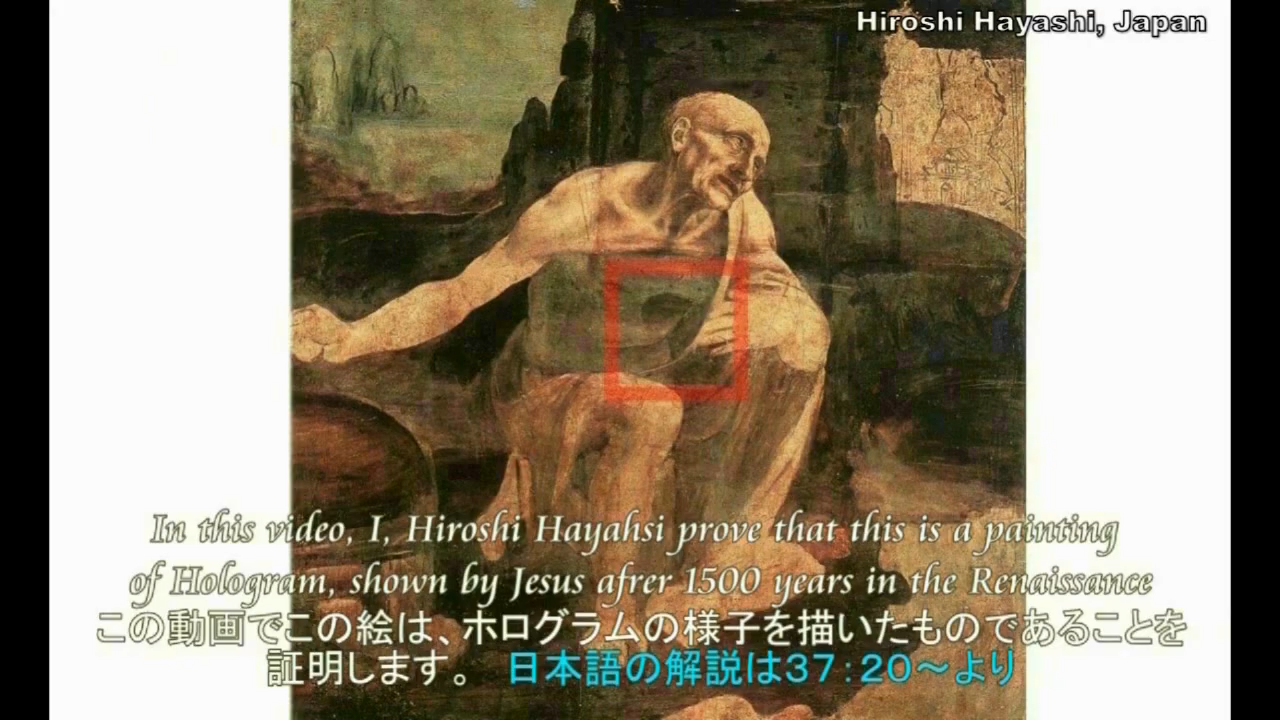 Hiroshi Hayashi, Japan
In this video, I, Hiroshi Hayahsi prove that this is a painting
of Hologram, shown by Jesus afrer 1500 years in the Renaissance
この動画でこの絵は、ホログラムの様子を描いたものであることを
証明します。 日本語の解説は37:20～より